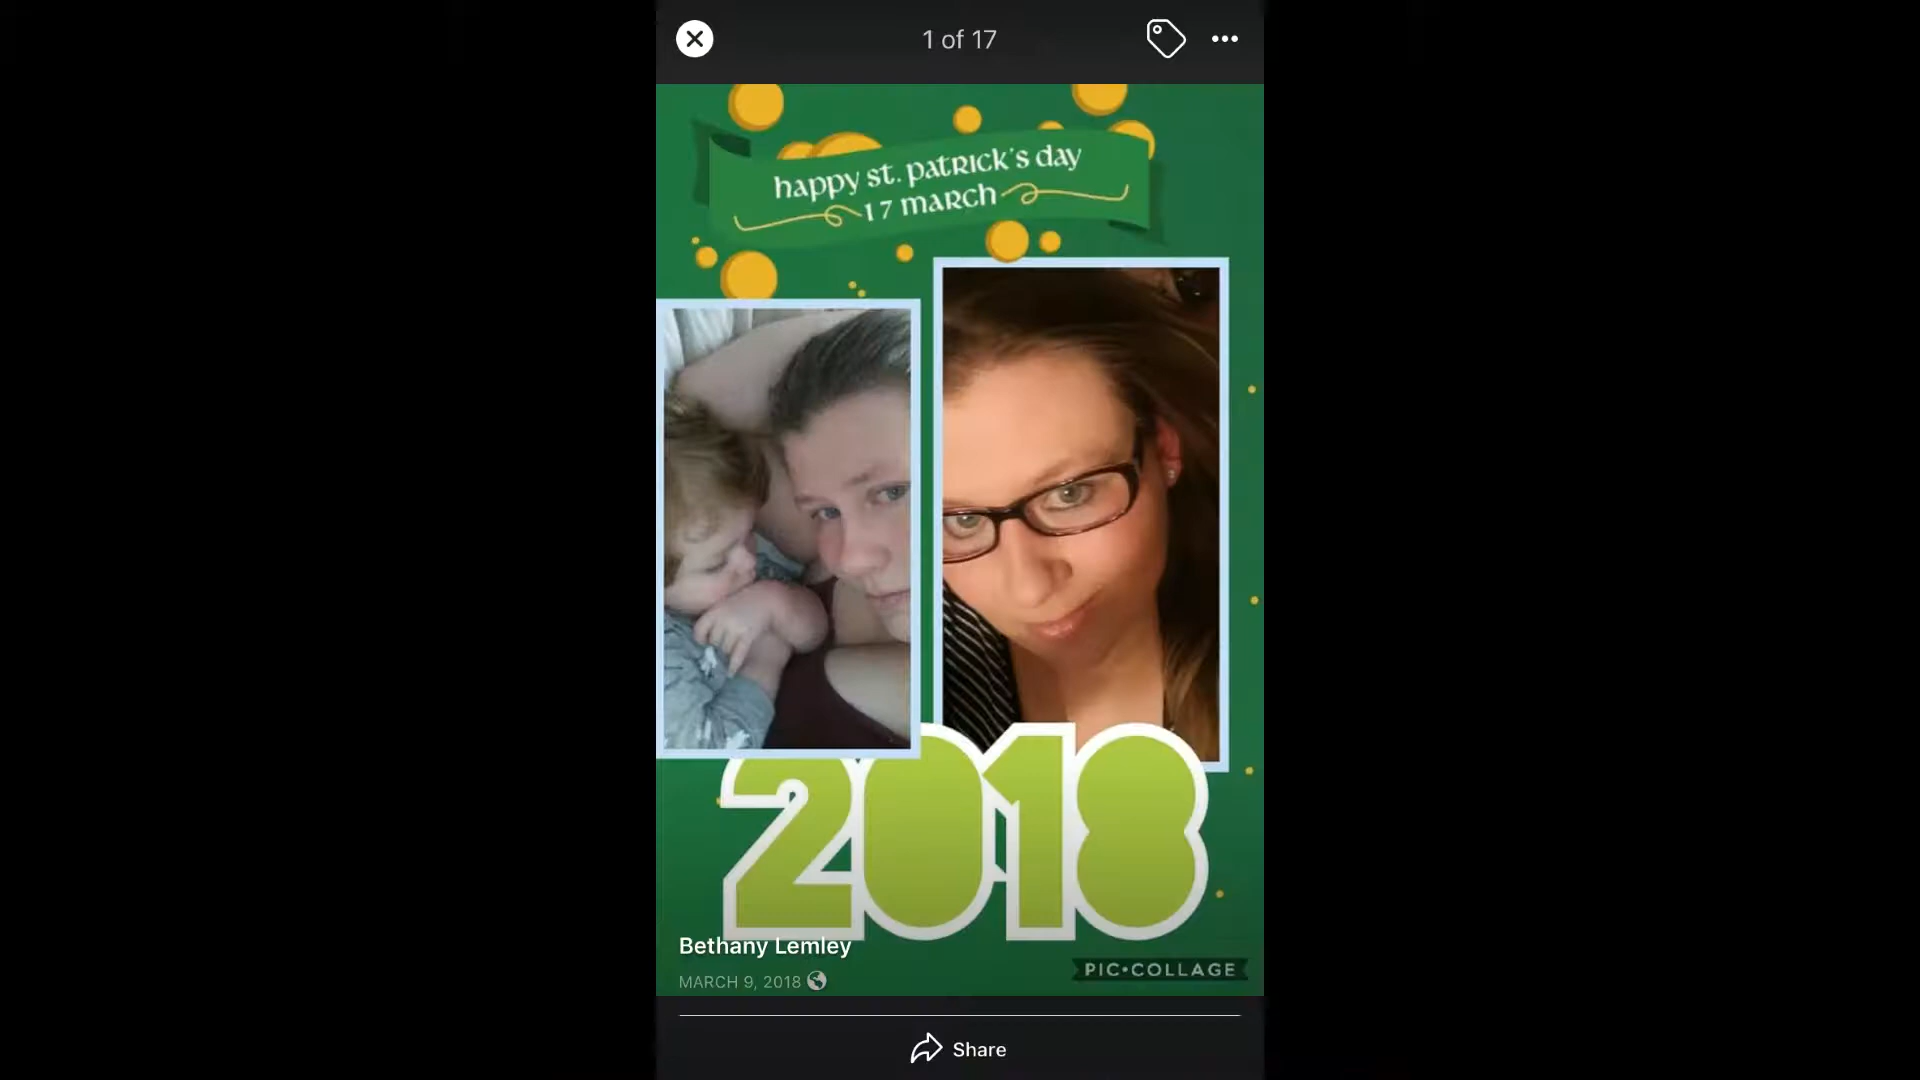 1 of 17
happy st. patrick's day
17 march
2018
Bethany Lemley
MARCH 9, 2018
PIC•COLLAGE
Share